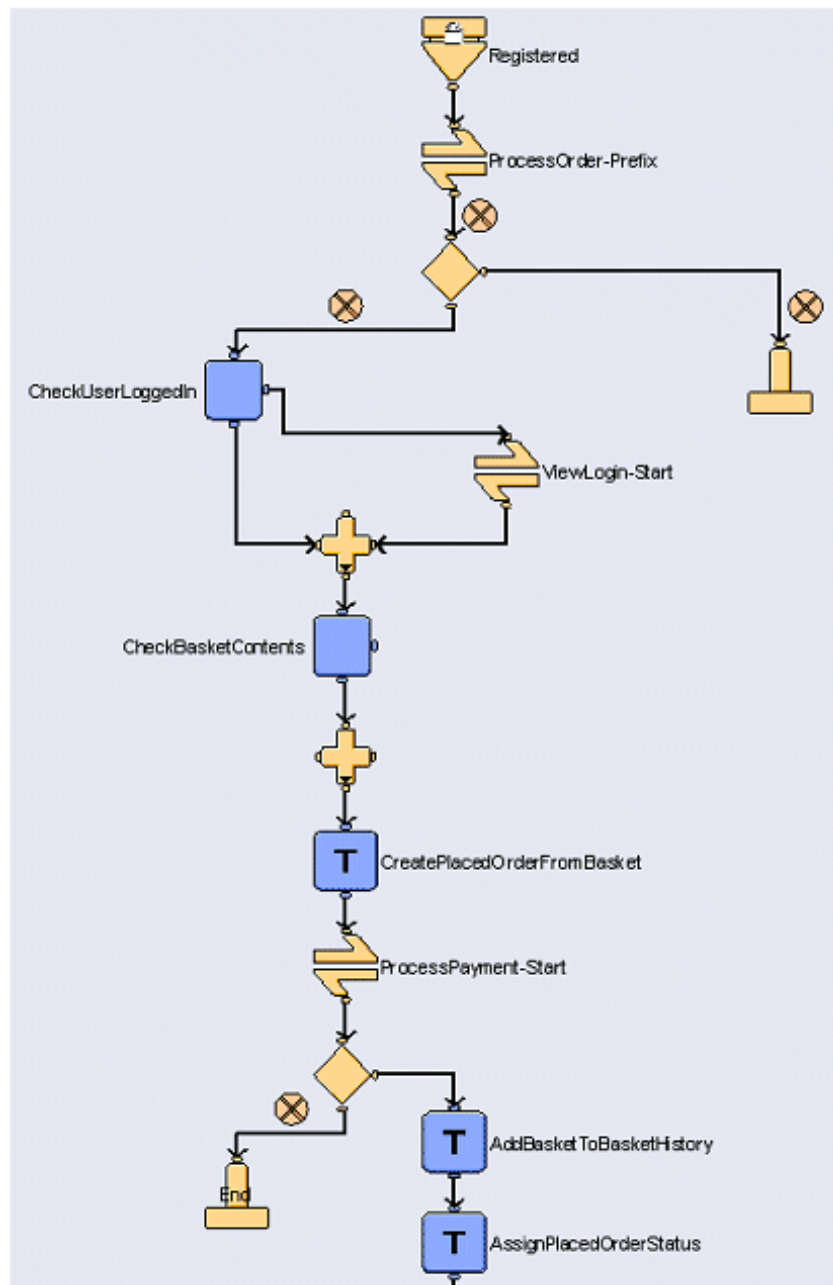 Registered
ProcessOrder-Prefix
CheckUserLoggedIn
ViewLogin-Start
CheckBasketContents
T
CreatePlacedOrderFromBasket
ProcessPayment-Start
T
AddBasketToBasketHistory
End
T
AssignPlacedOrderStatus